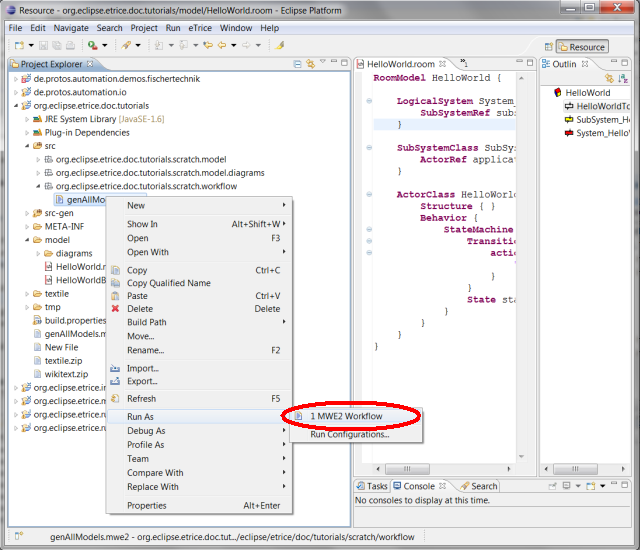 Resource - org.eclipse.etrice.doc.tutorials/model/HelloWorld.room - Eclipse Platform
File Edit Navigate Search Project Run eTrice Window Help
Resource
Project Explorer
de.protos.automation.demos.fischertechnik
de.protos.automation.io
org.eclipse.etrice.doc.tutorials
JRE System Library [JavaSE-1.6]
Plug-in Dependencies
src
org.eclipse.etrice.doc.tutorials.scratch.model
org.eclipse.etrice.doc.tutorials.scratch.model.diagrams
org.eclipse.etrice.doc.tutorials.scratch.workflow
genAllMo
src-gen
META-INF
model
diagrams
HelloWorld.r
HelloWorldB
textile
tmp
build.properties
genAllModels.m
New File
textile.zip
wikitext.zip
org.eclipse.etrice.in
org.eclipse.etrice.m
org.eclipse.etrice.ru
org.eclipse.etrice.ru
New
Show In Alt+Shift+W
Open F3
Open With
Copy Ctrl+C
Copy Qualified Name
Paste Ctrl+V
Delete Delete
Build Path
Move...
Rename... F2
Import...
Export...
Refresh F5
Run As
Debug As
Profile As
Team
Compare With
Replace With
Properties Alt+Enter
1 MWE2 Workflow
Run Configurations...
HelloWorld.room
1
RoomModel HelloWorld {
LogicalSystem System_
SubSystemRef subs
}
SubSystemClass SubSys
ActorRef applicat
}
ActorClass HelloWorld
Structure { }
Behavior {
StateMachine
Transitio
actio
"
}
}
State sta
}
}
}
Outlin
HelloWorld
HelloWorldTo
SubSystem_He
System_HelloW
Tasks Console Search
No consoles to display at this time.
genAllModels.mwe2 - org.eclipse.etrice.doc.tut.../eclipse/etrice/doc/tutorials/scratch/workflow